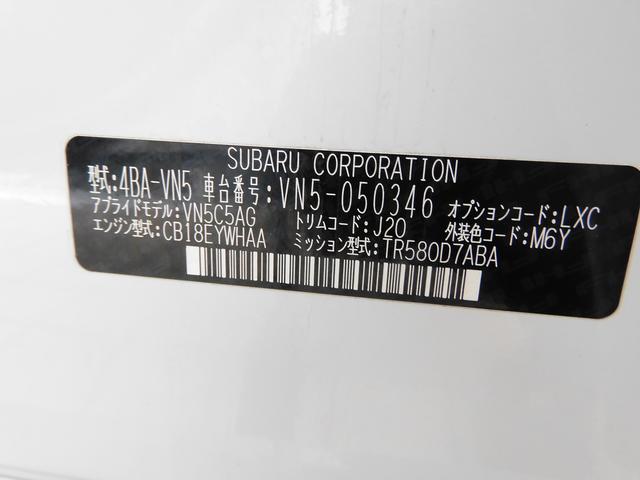 SUBARU CORPORATION
型式:4BA-VN5 車台番号:VN5-050346
アプライドモデル:VN5C5AG トリムコード:J20 オプションコード:LXC
エンジン型式:CB18EYWHAA ミッション型式:TR580D7ABA 外装色コード:M6Y